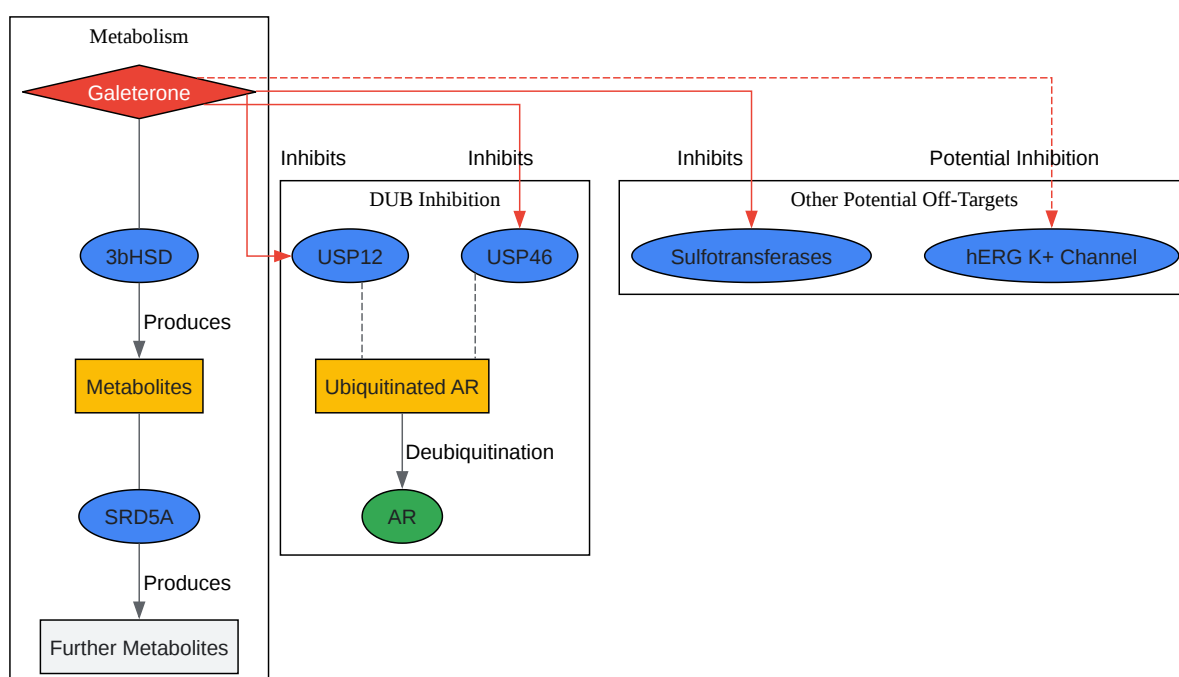 Metabolism
Galeterone
Inhibits
Inhibits
Inhibits
Potential Inhibition
DUB Inhibition
Other Potential Off-Targets
3bHSD
USP12
USP46
Sulfotransferases
hERG K+ Channel
Produces
Metabolites
Ubiquitinated AR
Deubiquitination
SRD5A
AR
Produces
Further Metabolites